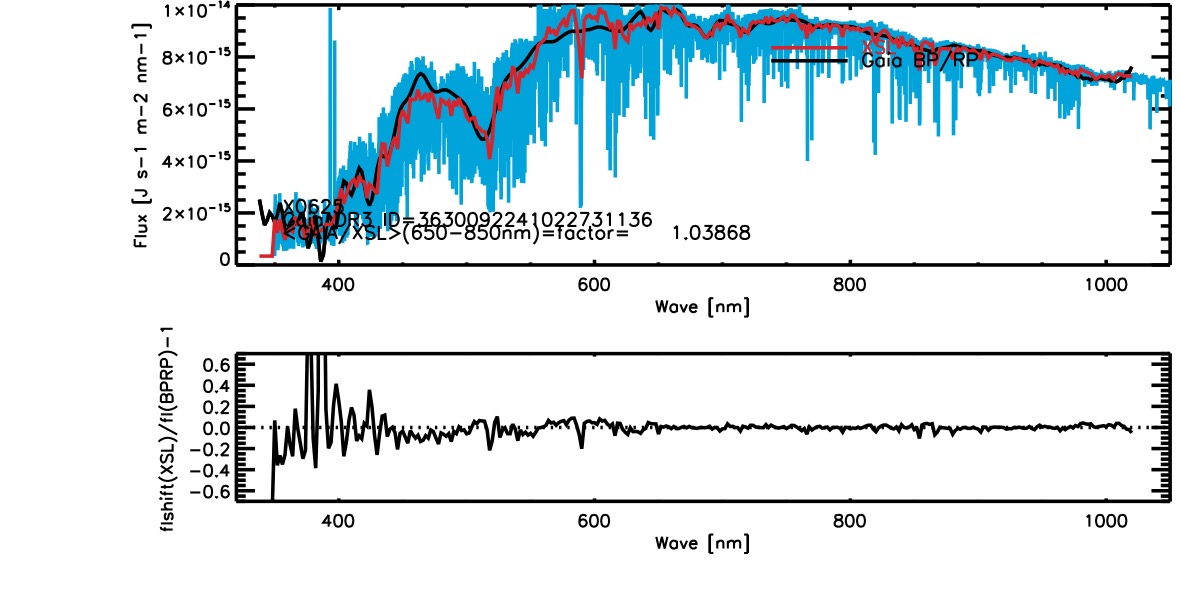 1×10⁻¹⁴
8×10⁻¹⁵
6×10⁻¹⁵
4×10⁻¹⁵
2×10⁻¹⁵
0
Flux [J s−1 m−2 nm−1]
XSL
Gaia BP/RP
X0625
Gaia DR3 ID=3630092241022731136
<GAIA/XSL>(650−850nm)=factor= 1.03868
400 600 800 1000
Wave [nm]
flshift(XSL)/fl(BPRP)−1
0.6
0.4
0.2
0.0
−0.2
−0.4
−0.6
400 600 800 1000
Wave [nm]